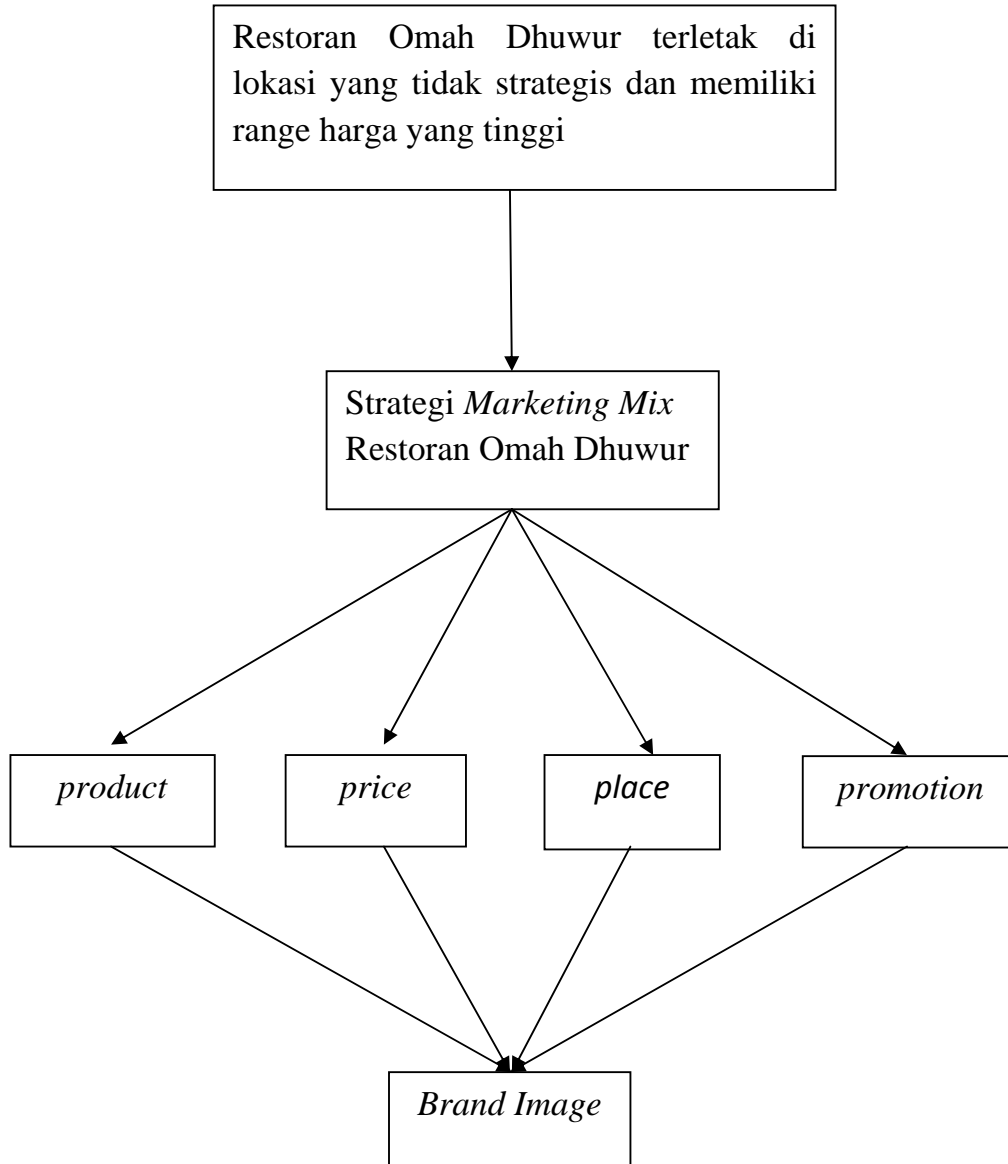 Restoran Omah Dhuwur terletak di
lokasi yang tidak strategis dan memiliki
range harga yang tinggi
Strategi Marketing Mix
Restoran Omah Dhuwur
product
price
place
promotion
Brand Image